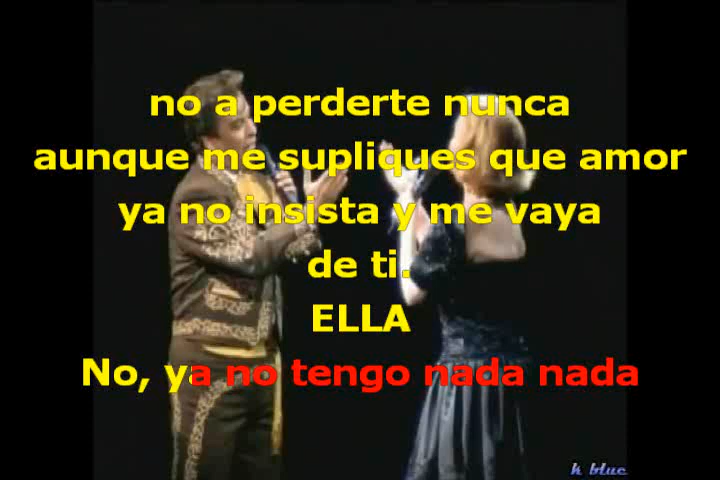 no a perderte nunca
aunque me supliques que amor
ya no insista y me vaya
de ti.
ELLA
No, ya no tengo nada nada
k blue